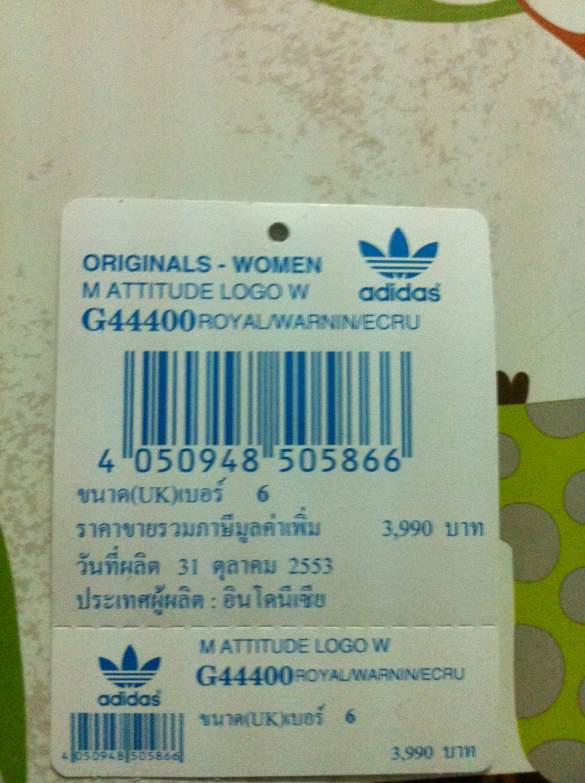 ORIGINALS - WOMEN
adidas
M ATTITUDE LOGO W
G44400 ROYAL/WARNIN/ECRU
4 050948 505866
ขนาด(UK)เบอร์ 6
ราคาขายรวมภาษีมูลค่าเพิ่ม 3,990 บาท
วันที่ผลิต 31 ตุลาคม 2553
ประเทศผู้ผลิต : อินโดนีเซีย
M ATTITUDE LOGO W
G44400 ROYAL/WARNIN/ECRU
adidas
ขนาด(UK)เบอร์ 6
4 050948 505866
3,990 บาท